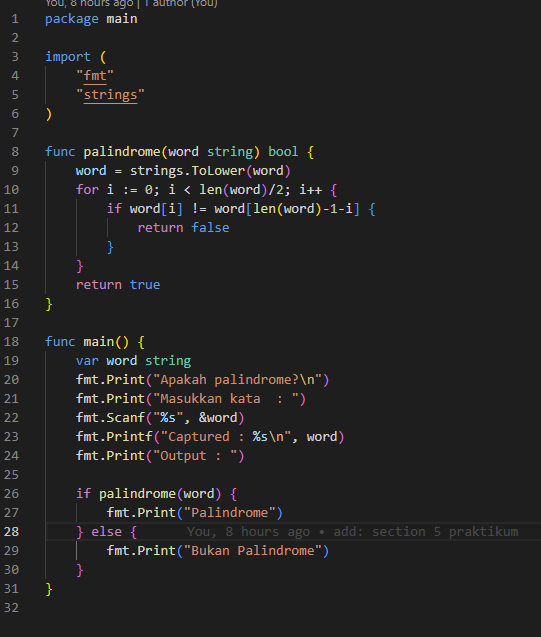 You, 8 hours ago | 1 author (You)
1 package main
2
3 import (
4     "fmt"
5     "strings"
6 )
7
8 func palindrome(word string) bool {
9     word = strings.ToLower(word)
10     for i := 0; i < len(word)/2; i++ {
11         if word[i] != word[len(word)-1-i] {
12             return false
13         }
14     }
15     return true
16 }
17
18 func main() {
19     var word string
20     fmt.Print("Apakah palindrome?\n")
21     fmt.Print("Masukkan kata  : ")
22     fmt.Scanf("%s", &word)
23     fmt.Printf("Captured : %s\n", word)
24     fmt.Print("Output : ")
25
26     if palindrome(word) {
27         fmt.Print("Palindrome")
28     } else {     You, 8 hours ago • add: section 5 praktikum
29         fmt.Print("Bukan Palindrome")
30     }
31 }
32